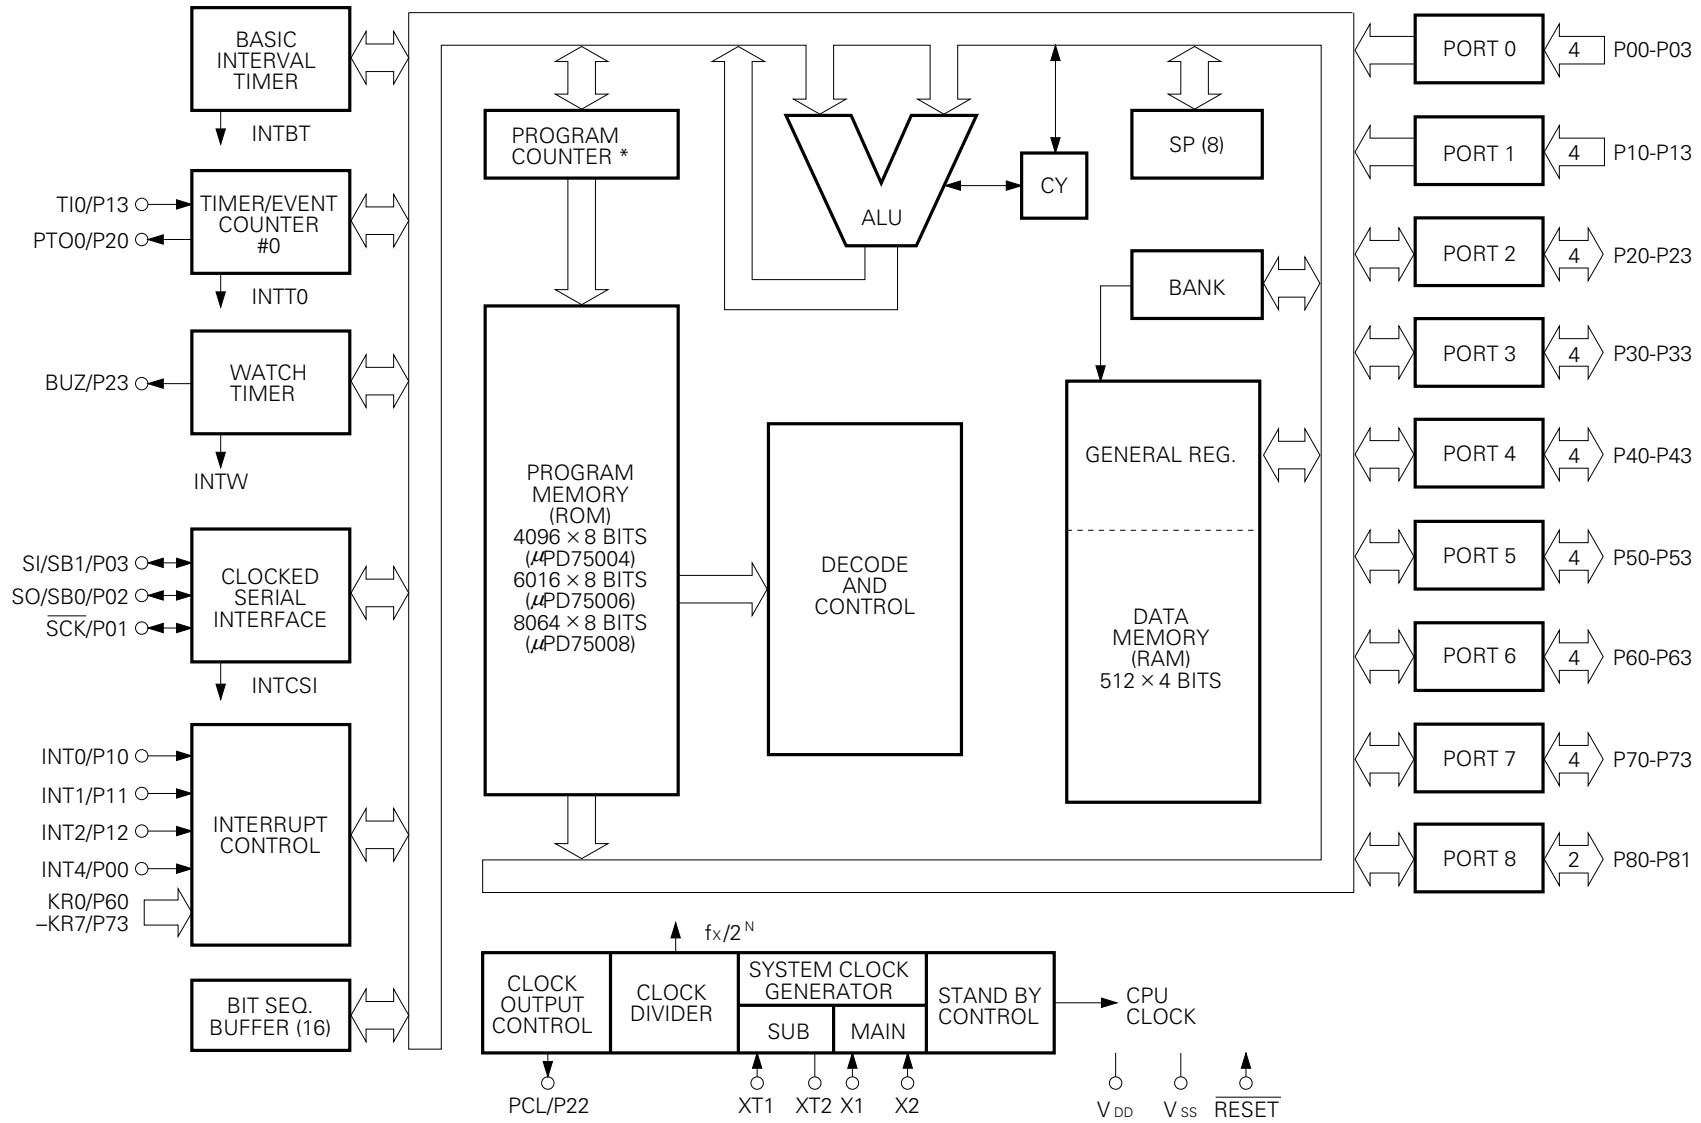 BASIC
INTERVAL
TIMER
INTBT
TI0/P13
PTO0/P20
TIMER/EVENT
COUNTER
#0
INTT0
BUZ/P23
WATCH
TIMER
INTW
SI/SB1/P03
SO/SB0/P02
SCK/P01
CLOCKED
SERIAL
INTERFACE
INTCSI
INT0/P10
INT1/P11
INT2/P12
INT4/P00
KR0/P60
–KR7/P73
INTERRUPT
CONTROL
BIT SEQ.
BUFFER (16)
PROGRAM
COUNTER *
ALU
CY
SP (8)
BANK
PROGRAM
MEMORY
(ROM)
4096 × 8 BITS
(μPD75004)
6016 × 8 BITS
(μPD75006)
8064 × 8 BITS
(μPD75008)
DECODE
AND
CONTROL
GENERAL REG.
DATA
MEMORY
(RAM)
512 × 4 BITS
PORT 0
4
P00-P03
PORT 1
4
P10-P13
PORT 2
4
P20-P23
PORT 3
4
P30-P33
PORT 4
4
P40-P43
PORT 5
4
P50-P53
PORT 6
4
P60-P63
PORT 7
4
P70-P73
PORT 8
2
P80-P81
fx/2^N
CLOCK
OUTPUT
CONTROL
CLOCK
DIVIDER
SYSTEM CLOCK
GENERATOR
SUB
MAIN
STAND BY
CONTROL
CPU
CLOCK
PCL/P22
XT1
XT2
X1
X2
VDD
VSS
RESET